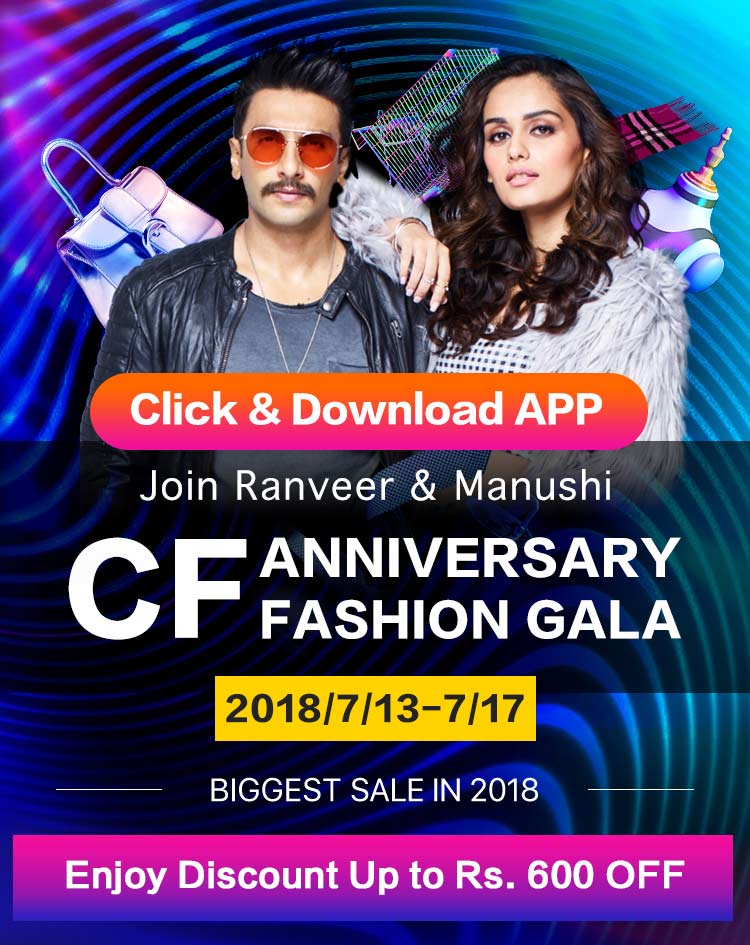 Click & Download APP
Join Ranveer & Manushi
CF ANNIVERSARY
FASHION GALA
2018/7/13-7/17
BIGGEST SALE IN 2018
Enjoy Discount Up to Rs. 600 OFF